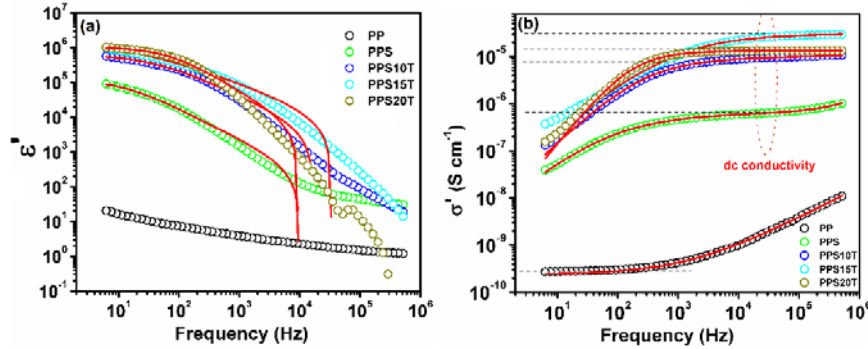 (a)
PP
PPS
PPS10T
PPS15T
PPS20T
10⁷
10⁶
10⁵
10⁴
10³
10²
10¹
10⁰
10⁻¹
ε'
10¹ 10² 10³ 10⁴ 10⁵ 10⁶
Frequency (Hz)
(b)
10⁻⁵
10⁻⁶
10⁻⁷
10⁻⁸
10⁻⁹
10⁻¹⁰
σ' (S cm⁻¹)
dc conductivity
PP
PPS
PPS10T
PPS15T
PPS20T
10¹ 10² 10³ 10⁴ 10⁵ 10⁶
Frequency (Hz)